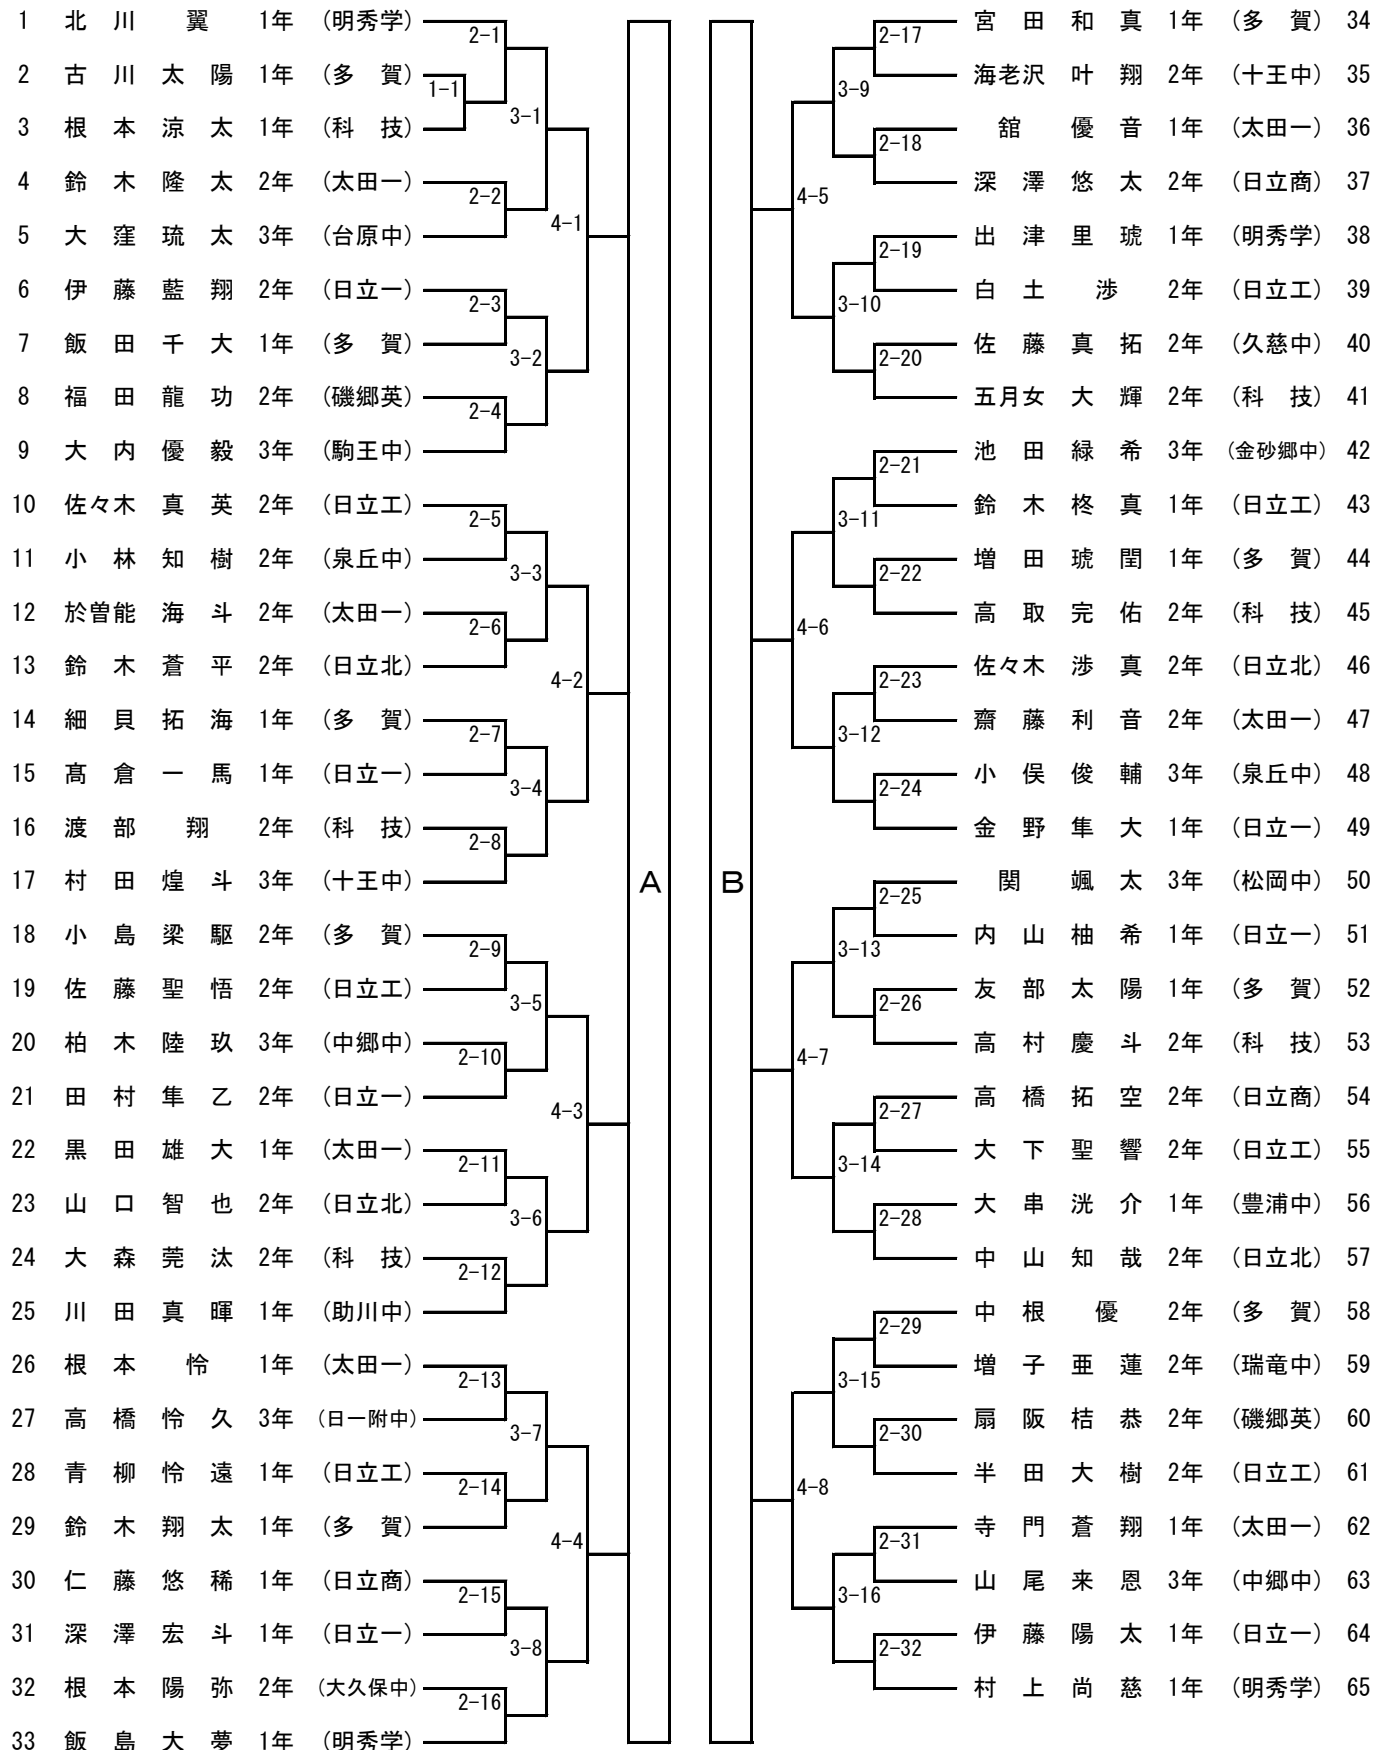 1 北川 翼 1年 (明秀学)
2 古川太陽 1年 (多 賀)
3 根本涼太 1年 (科 技)
4 鈴木隆太 2年 (太田一)
5 大窪琉太 3年 (台原中)
6 伊藤藍翔 2年 (日立一)
7 飯田千大 1年 (多 賀)
8 福田龍功 2年 (磯郷英)
9 大内優毅 3年 (駒王中)
10 佐々木真英 2年 (日立工)
11 小林知樹 2年 (泉丘中)
12 於曽能海斗 2年 (太田一)
13 鈴木蒼平 2年 (日立北)
14 細貝拓海 1年 (多 賀)
15 髙倉一馬 1年 (日立一)
16 渡部 翔 2年 (科 技)
17 村田煌斗 3年 (十王中)
18 小島梁駆 2年 (多 賀)
19 佐藤聖悟 2年 (日立工)
20 柏木陸玖 3年 (中郷中)
21 田村隼乙 2年 (日立一)
22 黒田雄大 1年 (太田一)
23 山口智也 2年 (日立北)
24 大森莞汰 2年 (科 技)
25 川田真暉 1年 (助川中)
26 根本 怜 1年 (太田一)
27 高橋怜久 3年 (日一附中)
28 青柳怜遠 1年 (日立工)
29 鈴木翔太 1年 (多 賀)
30 仁藤悠稀 1年 (日立商)
31 深澤宏斗 1年 (日立一)
32 根本陽弥 2年 (大久保中)
33 飯島大夢 1年 (明秀学)
1-1
2-1
2-2
2-3
2-4
2-5
2-6
2-7
2-8
2-9
2-10
2-11
2-12
2-13
2-14
2-15
2-16
3-1
3-2
3-3
3-4
3-5
3-6
3-7
3-8
4-1
4-2
4-3
4-4
A
B
4-5
4-6
4-7
4-8
3-9
3-10
3-11
3-12
3-13
3-14
3-15
3-16
2-17
2-18
2-19
2-20
2-21
2-22
2-23
2-24
2-25
2-26
2-27
2-28
2-29
2-30
2-31
2-32
宮田和真 1年 (多 賀) 34
海老沢叶翔 2年 (十王中) 35
舘 優音 1年 (太田一) 36
深澤悠太 2年 (日立商) 37
出津里琥 1年 (明秀学) 38
白土 渉 2年 (日立工) 39
佐藤真拓 2年 (久慈中) 40
五月女大輝 2年 (科 技) 41
池田緑希 3年 (金砂郷中) 42
鈴木柊真 1年 (日立工) 43
増田琥閏 1年 (多 賀) 44
高取完佑 2年 (科 技) 45
佐々木渉真 2年 (日立北) 46
齋藤利音 2年 (太田一) 47
小俣俊輔 3年 (泉丘中) 48
金野隼大 1年 (日立一) 49
関 颯太 3年 (松岡中) 50
内山柚希 1年 (日立一) 51
友部太陽 1年 (多 賀) 52
高村慶斗 2年 (科 技) 53
高橋拓空 2年 (日立商) 54
大下聖響 2年 (日立工) 55
大串洸介 1年 (豊浦中) 56
中山知哉 2年 (日立北) 57
中根 優 2年 (多 賀) 58
増子亜蓮 2年 (瑞竜中) 59
扇阪桔恭 2年 (磯郷英) 60
半田大樹 2年 (日立工) 61
寺門蒼翔 1年 (太田一) 62
山尾来恩 3年 (中郷中) 63
伊藤陽太 1年 (日立一) 64
村上尚慈 1年 (明秀学) 65